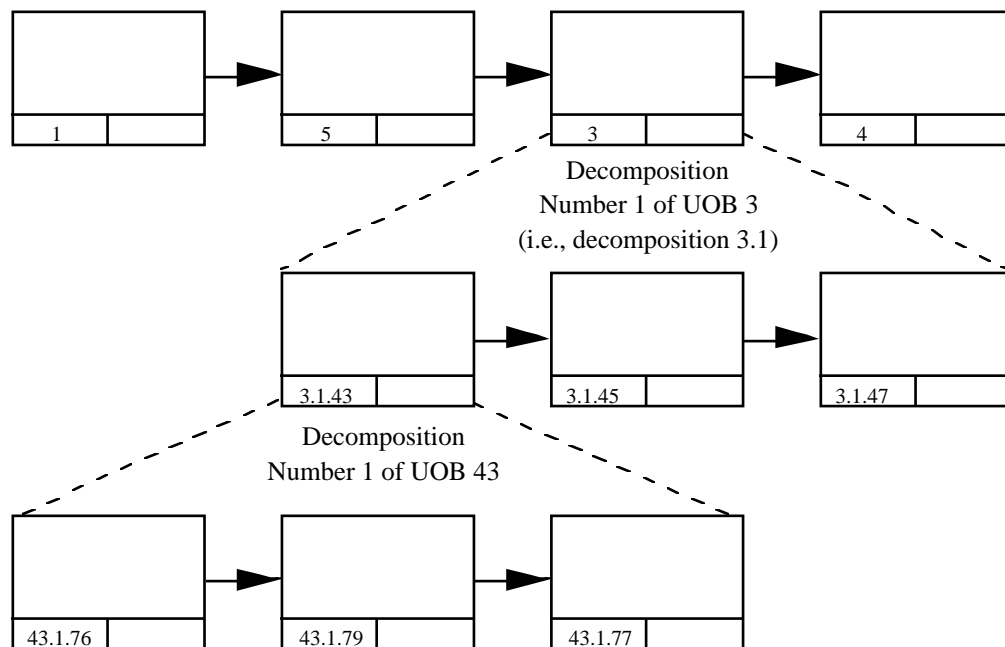 1
5
3
4
Decomposition
Number 1 of UOB 3
(i.e., decomposition 3.1)
3.1.43
3.1.45
3.1.47
Decomposition
Number 1 of UOB 43
43.1.76
43.1.79
43.1.77